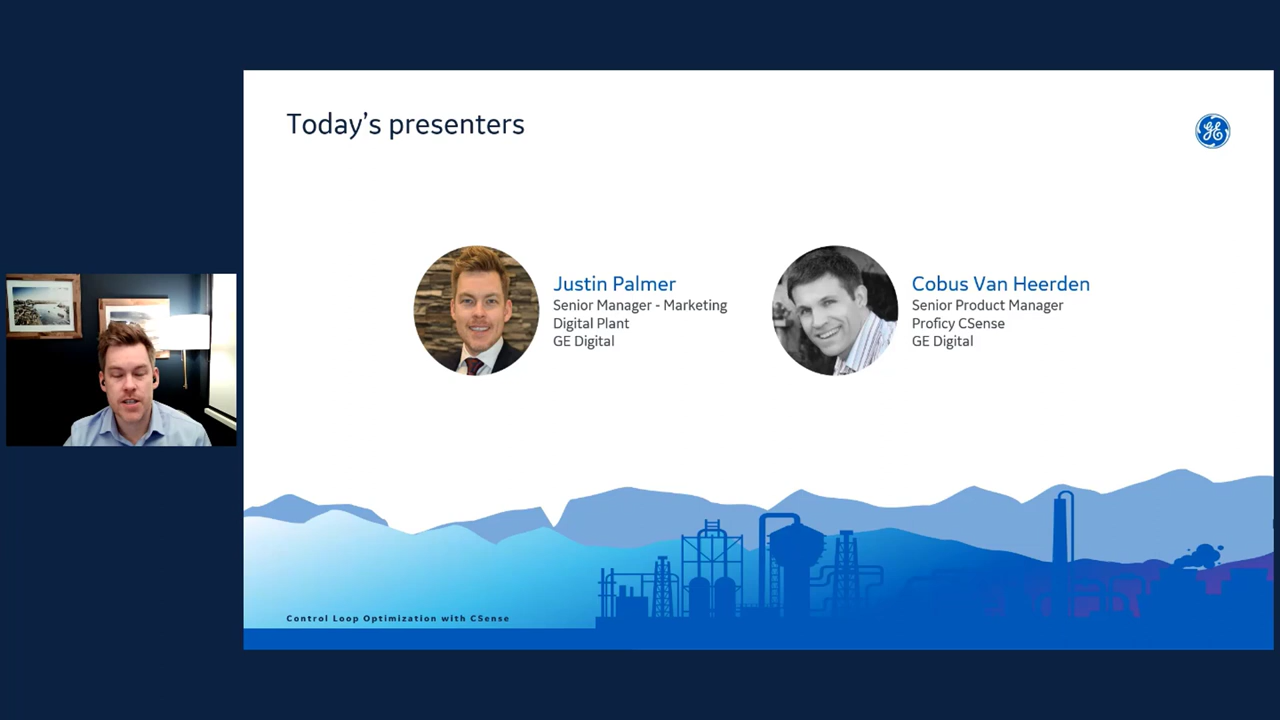 Today's presenters
GE
Justin Palmer
Senior Manager - Marketing
Digital Plant
GE Digital
Cobus Van Heerden
Senior Product Manager
Proficy CSense
GE Digital
Control Loop Optimization with CSense